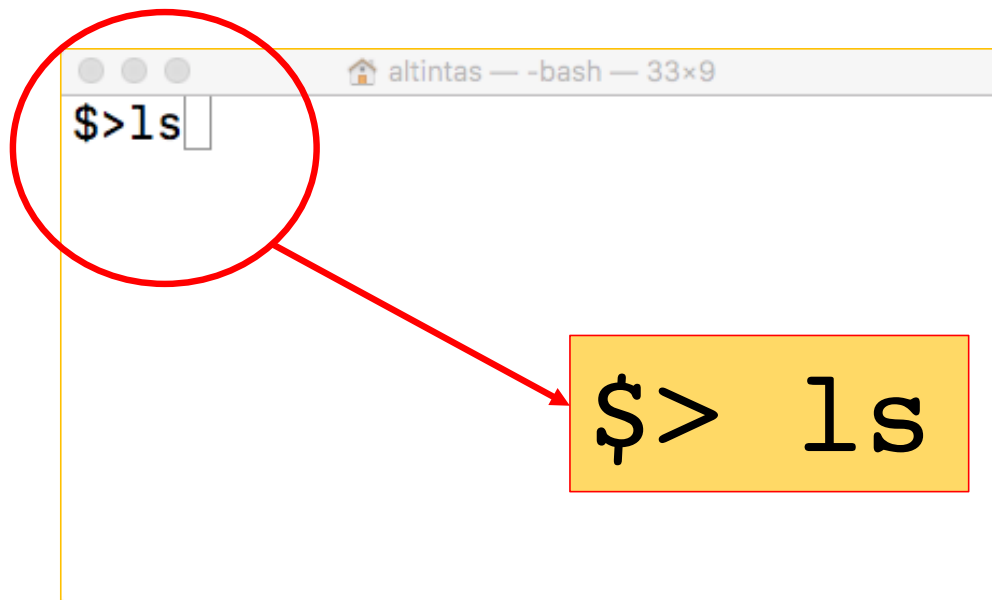 altintas — -bash — 33×9
$>ls
$> ls